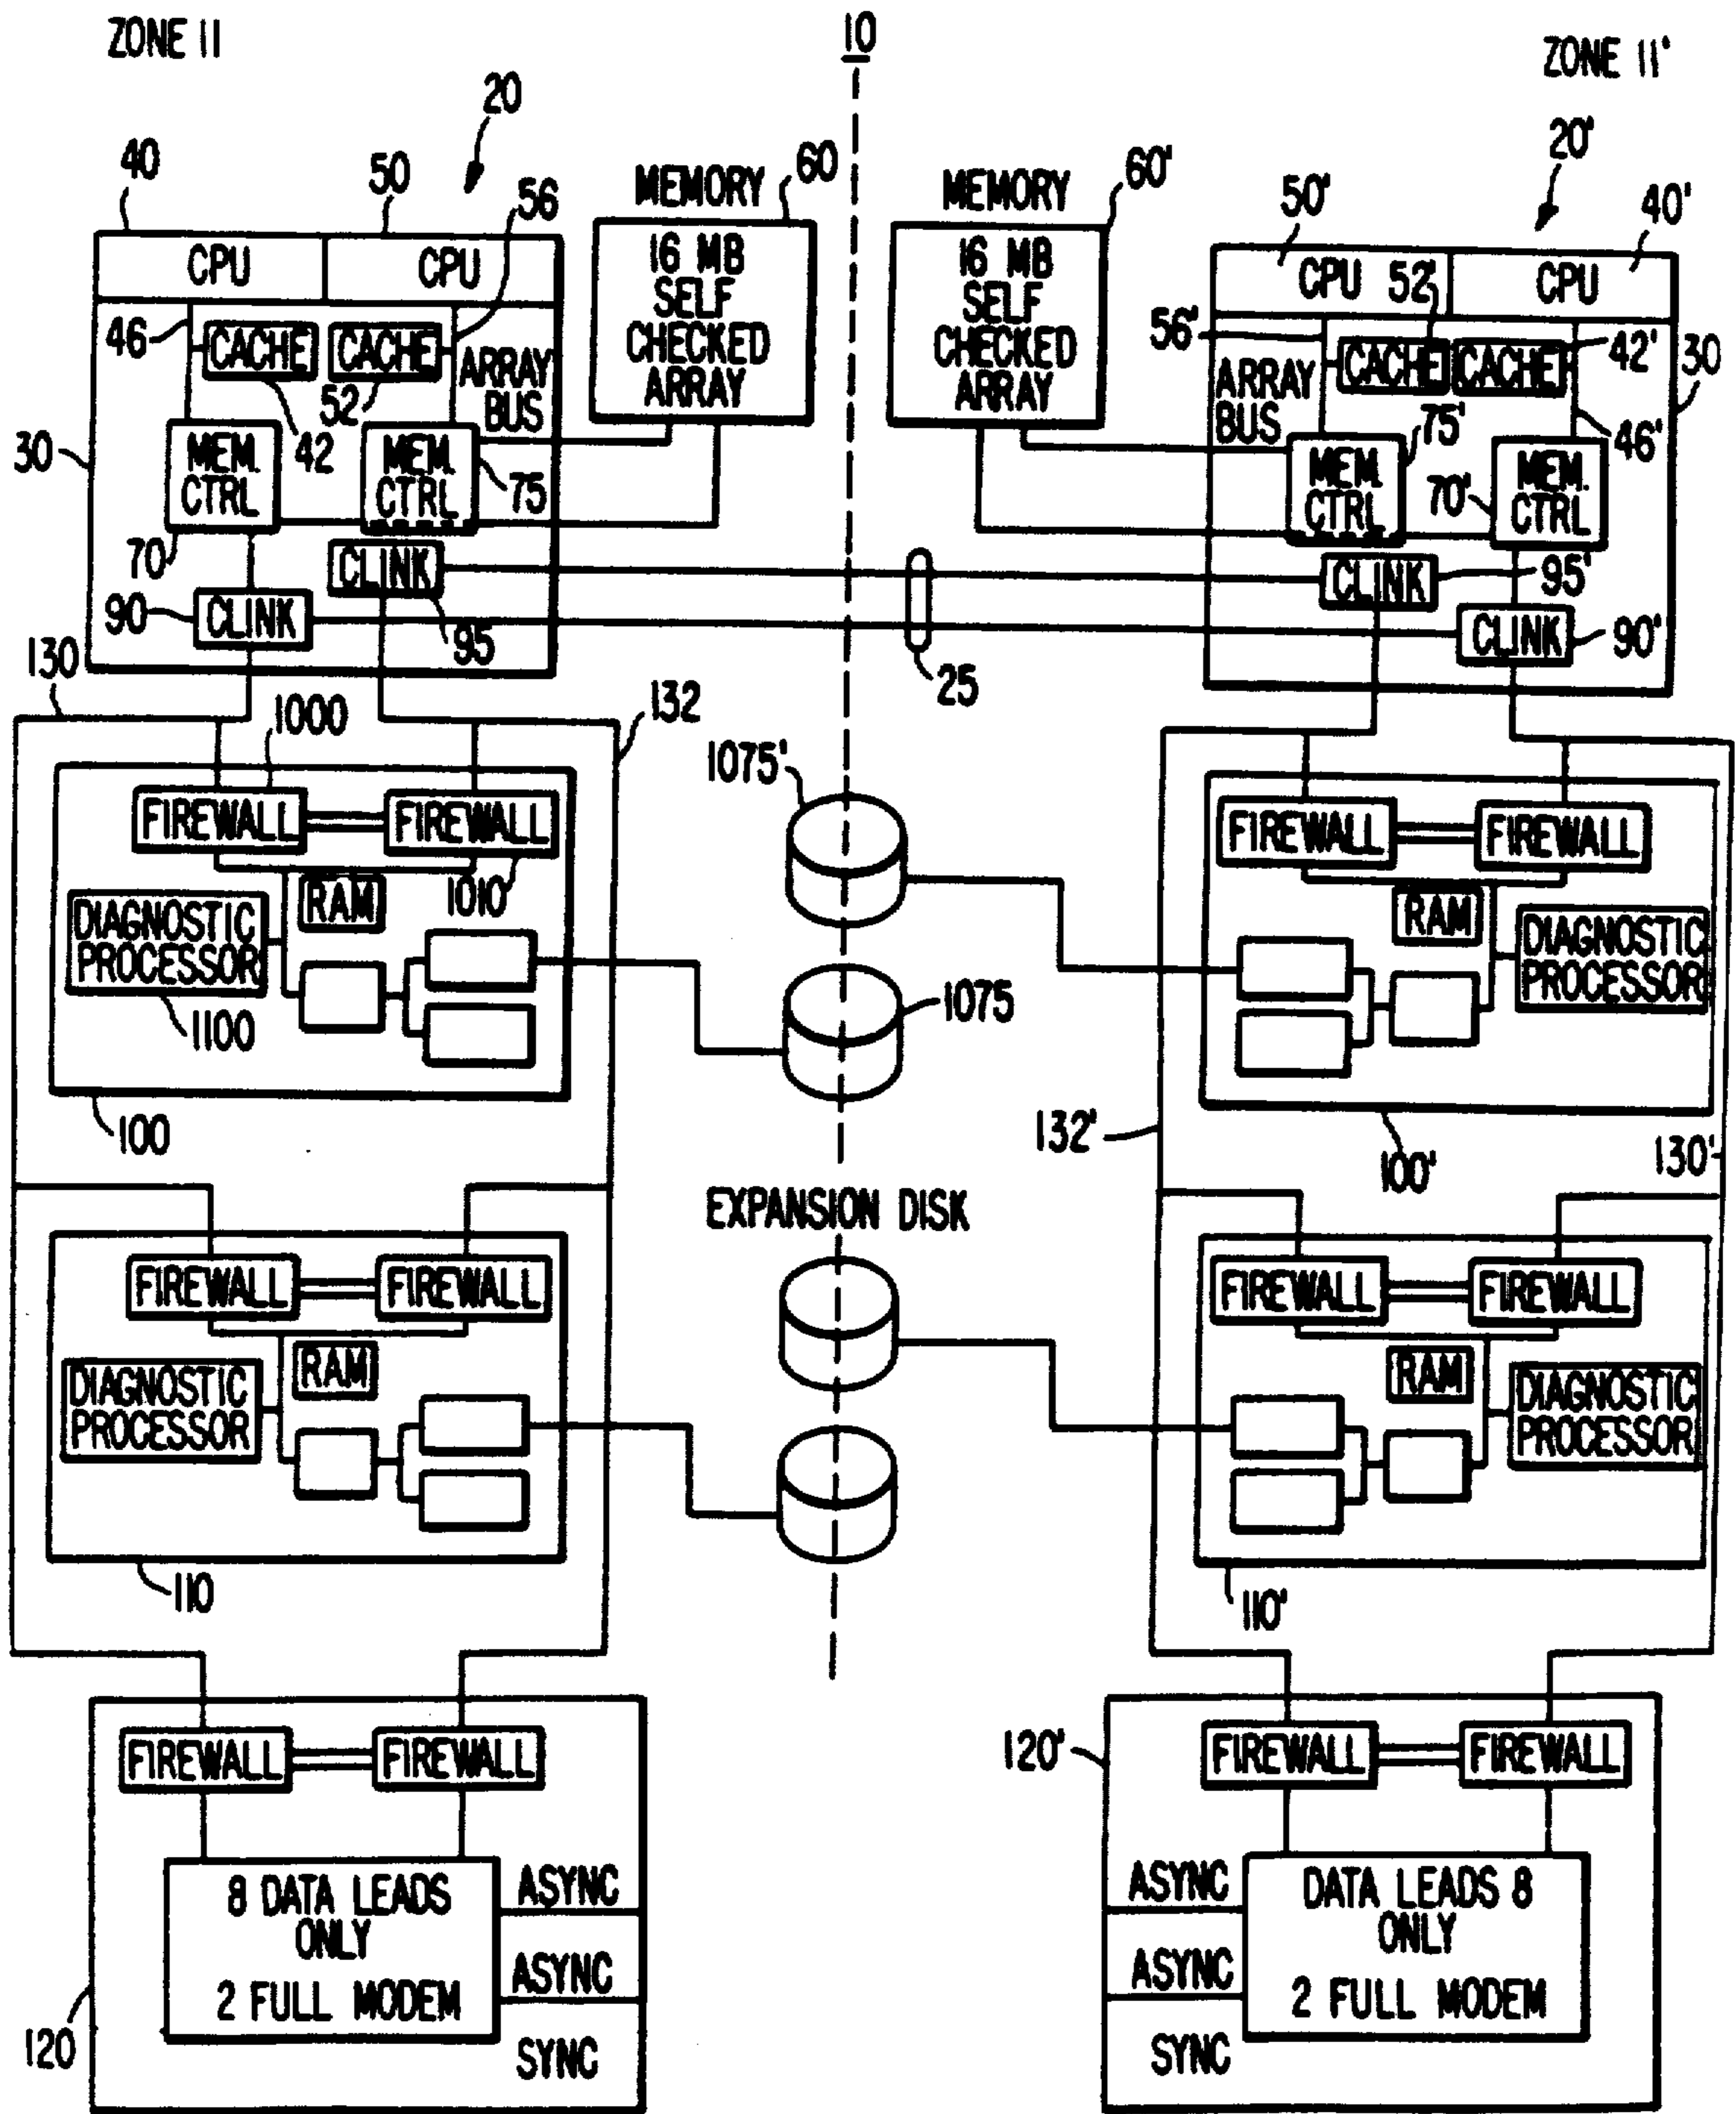 ZONE 11
10
ZONE 11'
20
20'
40
50
56
MEMORY
60
MEMORY
60'
50'
40'
CPU
CPU
16 MB
SELF
CHECKED
ARRAY
16 MB
SELF
CHECKED
ARRAY
CPU
52'
CPU
46
CACHE
CACHE
ARRAY
BUS
56'
CACHE
CACHE
42'
30
ARRAY
BUS
52
42
30
MEM.
CTRL
MEM.
CTRL
75
75'
46'
MEM.
CTRL
70'
MEM.
CTRL
70
CLINK
CLINK
95'
90
CLINK
95
25
CLINK
90'
130
1000
132
1075'
FIREWALL
FIREWALL
FIREWALL
FIREWALL
RAM
1010
RAM
DIAGNOSTIC
PROCESSOR
DIAGNOSTIC
PROCESSOR
1075
1100
100
132'
100'
130'
EXPANSION DISK
FIREWALL
FIREWALL
FIREWALL
FIREWALL
RAM
RAM
DIAGNOSTIC
PROCESSOR
DIAGNOSTIC
PROCESSOR
110
110'
FIREWALL
FIREWALL
120'
FIREWALL
FIREWALL
8 DATA LEADS
ONLY
2 FULL MODEM
ASYNC
ASYNC
SYNC
120
ASYNC
ASYNC
SYNC
DATA LEADS 8
ONLY
2 FULL MODEM